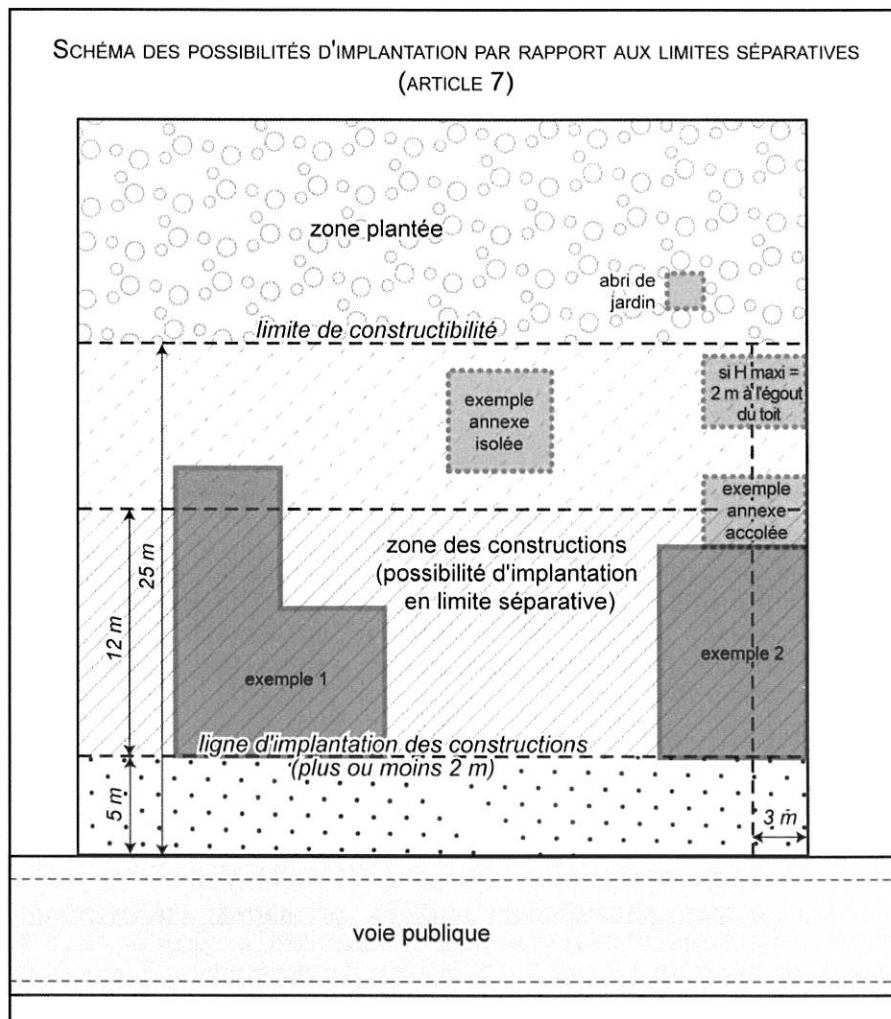 SCHÉMA DES POSSIBILITÉS D'IMPLANTATION PAR RAPPORT AUX LIMITES SÉPARATIVES
(ARTICLE 7)
zone plantée
abri de
jardin
limite de constructibilité
si H maxi =
2 m à l'égout
du toit
exemple
annexe
isolée
exemple
annexe
accolée
zone des constructions
(possibilité d'implantation
en limite séparative)
25 m
12 m
exemple 1
exemple 2
ligne d'implantation des constructions
(plus ou moins 2 m)
5 m
3 m
voie publique